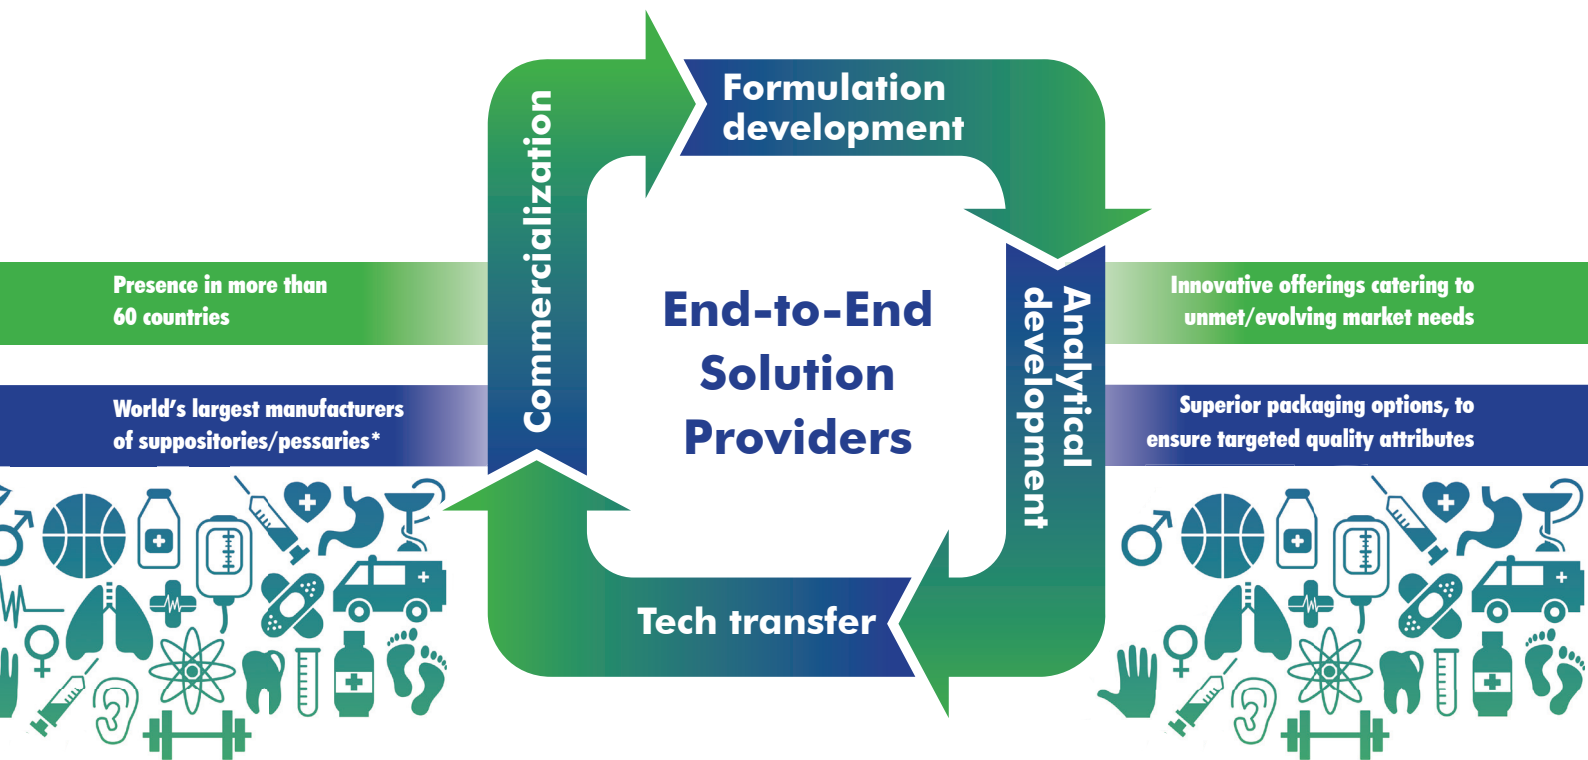 Formulation
development
Commercialization
Presence in more than
60 countries
World's largest manufacturers
of suppositories/pessaries*
End-to-End
Solution
Providers
Analytical
development
Innovative offerings catering to
unmet/evolving market needs
Superior packaging options, to
ensure targeted quality attributes
Tech transfer